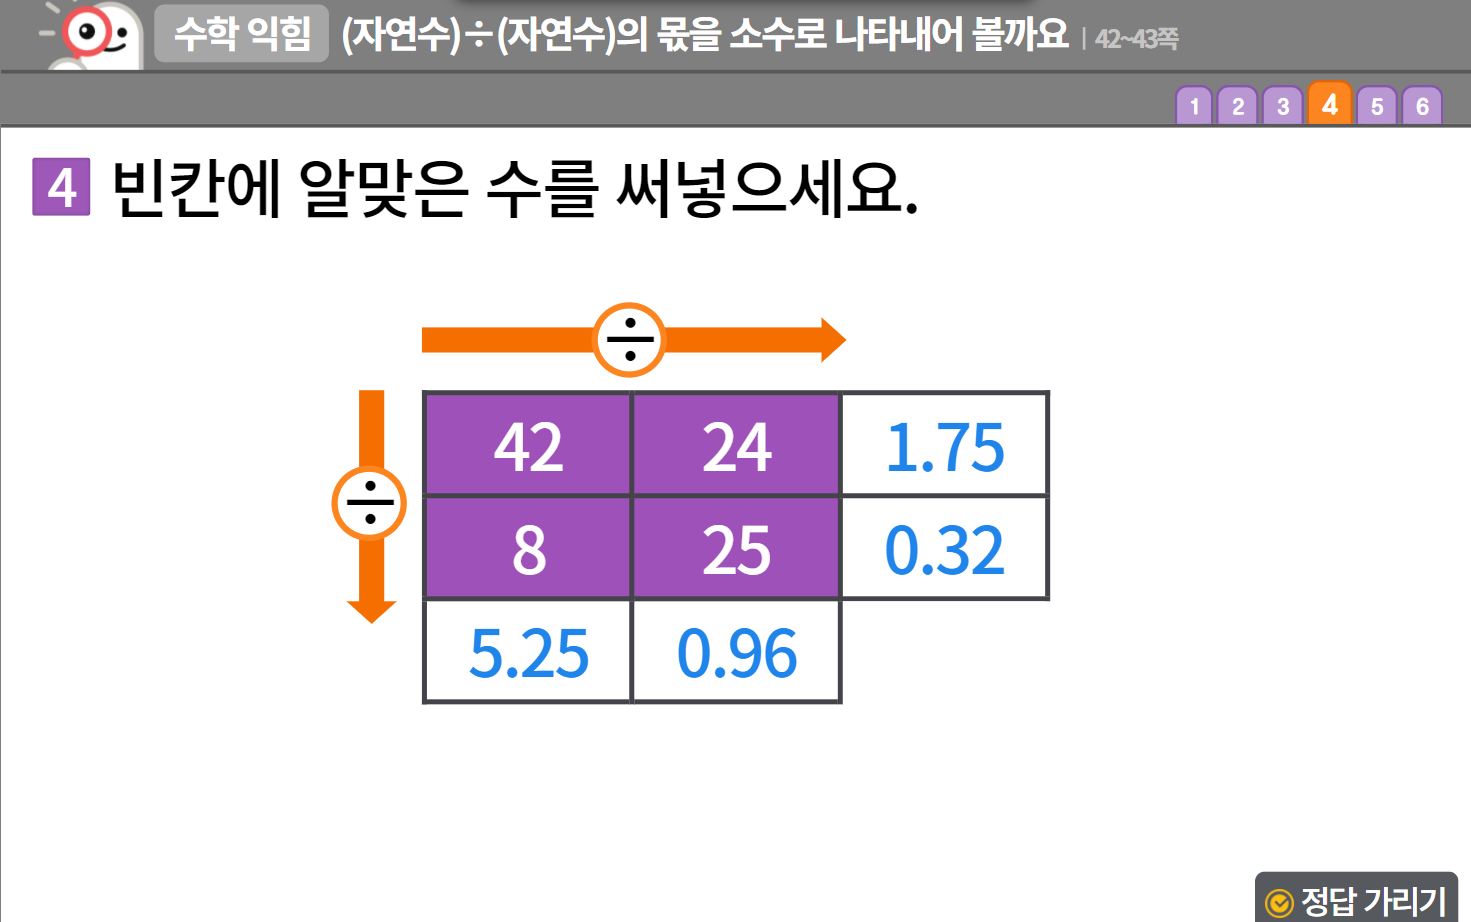 수학 익힘 (자연수)÷(자연수)의 몫을 소수로 나타내어 볼까요 | 42~43쪽
1 2 3 4 5 6
4 빈칸에 알맞은 수를 써넣으세요.
÷
÷
42 24 1.75
8 25 0.32
5.25 0.96
정답 가리기